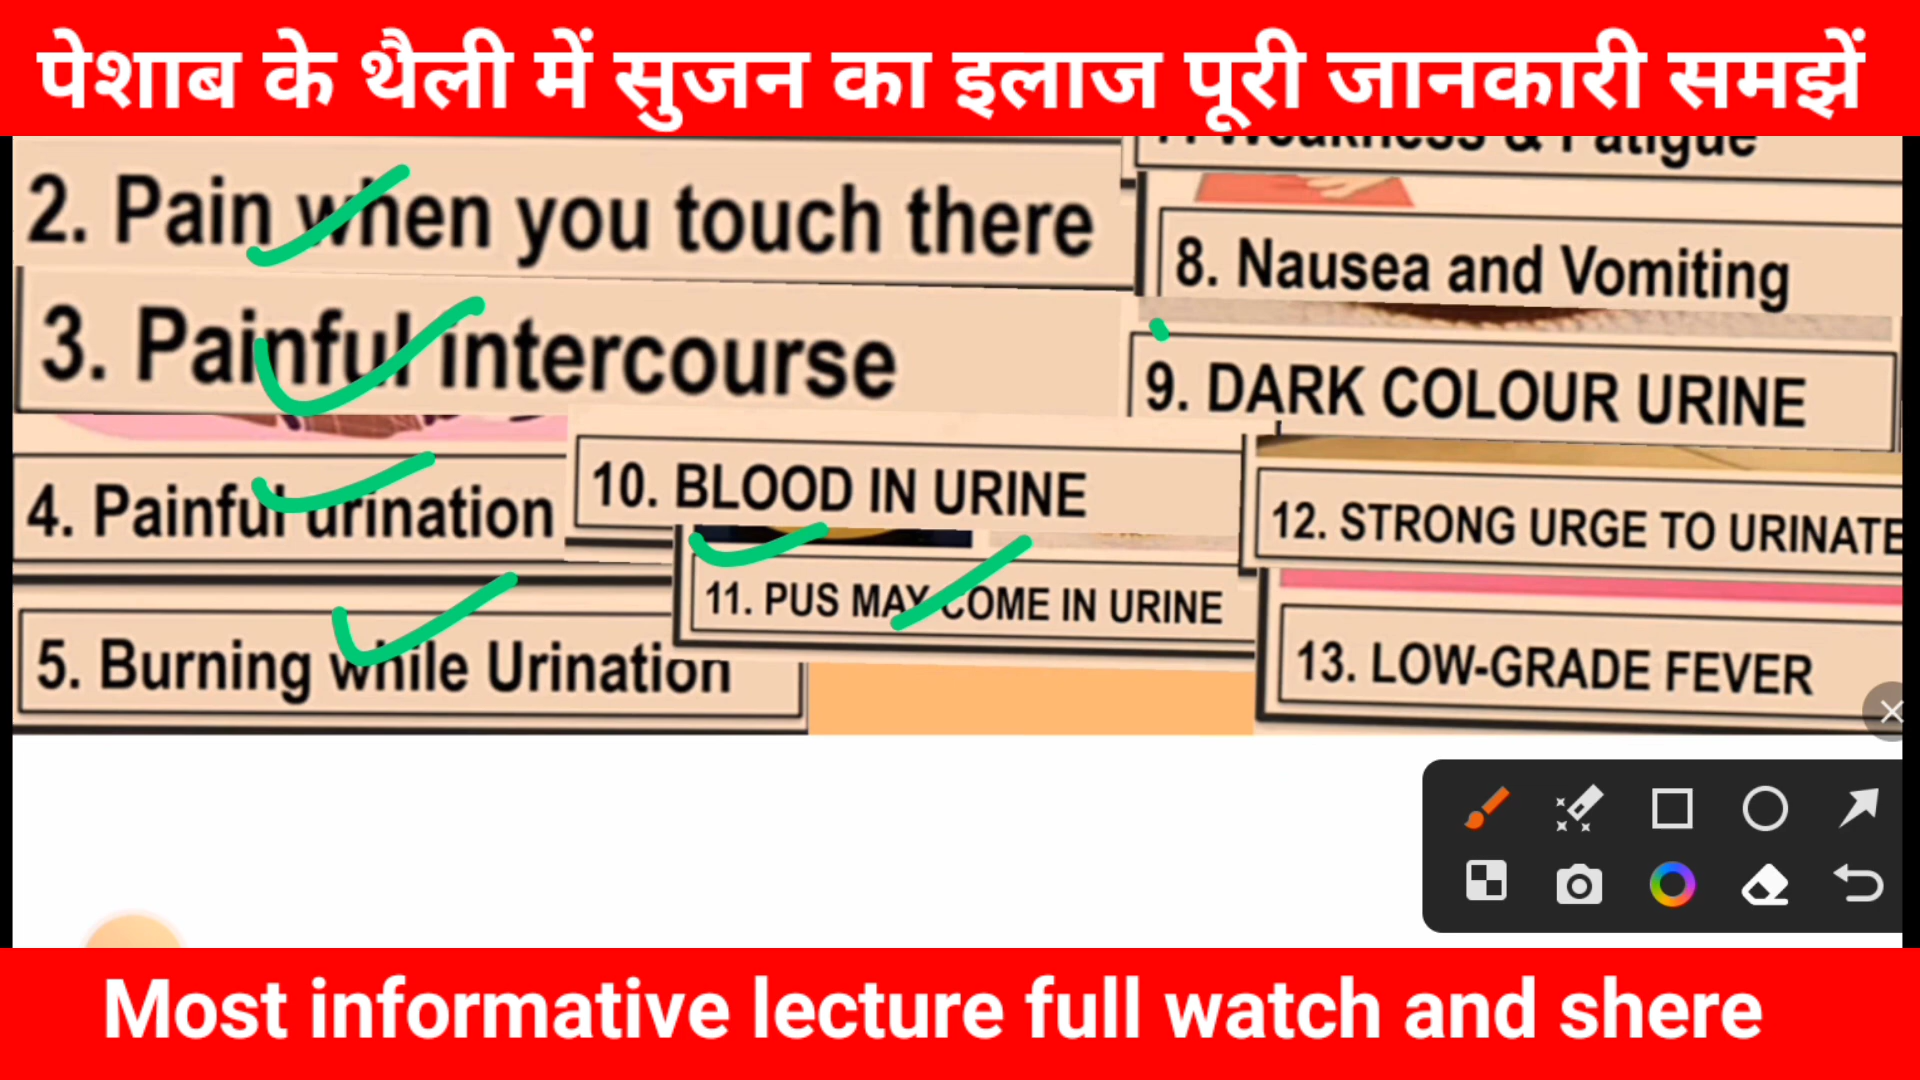 पेशाब के थैली में सुजन का इलाज पूरी जानकारी समझें
Weakness & Fatigue
2. Pain when you touch there
8. Nausea and Vomiting
3. Painful intercourse
9. DARK COLOUR URINE
10. BLOOD IN URINE
4. Painful urination
12. STRONG URGE TO URINATE
11. PUS MAY COME IN URINE
5. Burning while Urination
13. LOW-GRADE FEVER
Most informative lecture full watch and shere